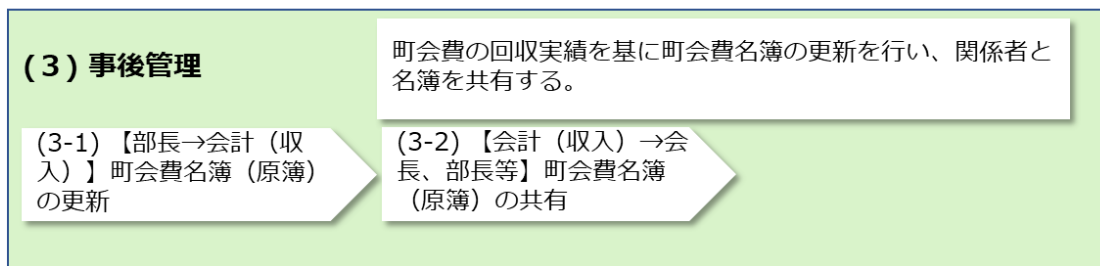 (3) 事後管理
町会費の回収実績を基に町会費名簿の更新を行い、関係者と
名簿を共有する。
(3-1) 【部長→会計（収
入）】町会費名簿（原簿）
の更新
(3-2) 【会計（収入）→会
長、部長等】町会費名簿
（原簿）の共有